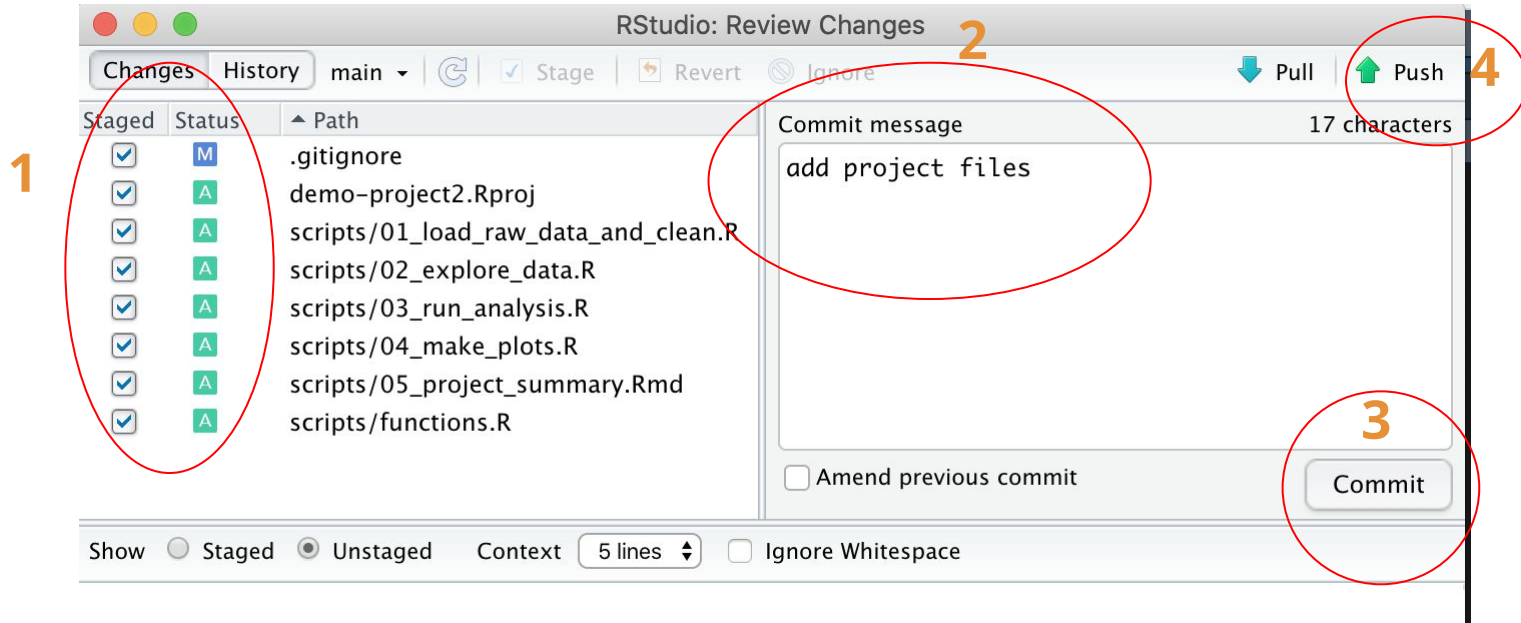 RStudio: Review Changes
2
Changes History main Stage Revert Ignore Pull Push 4
Staged Status Path
Commit message 17 characters
1
M .gitignore
A demo-project2.Rproj
A scripts/01_load_raw_data_and_clean.R
A scripts/02_explore_data.R
A scripts/03_run_analysis.R
A scripts/04_make_plots.R
A scripts/05_project_summary.Rmd
A scripts/functions.R
add project files
3
Amend previous commit Commit
Show Staged Unstaged Context 5 lines Ignore Whitespace